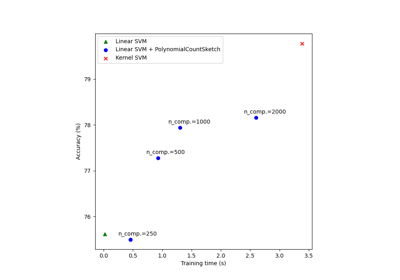 Linear SVM
Linear SVM + PolynomialCountSketch
Kernel SVM
79
78
77
76
Accuracy (%)
n_comp.=2000
n_comp.=1000
n_comp.=500
n_comp.=250
0.0 0.5 1.0 1.5 2.0 2.5 3.0 3.5
Training time (s)